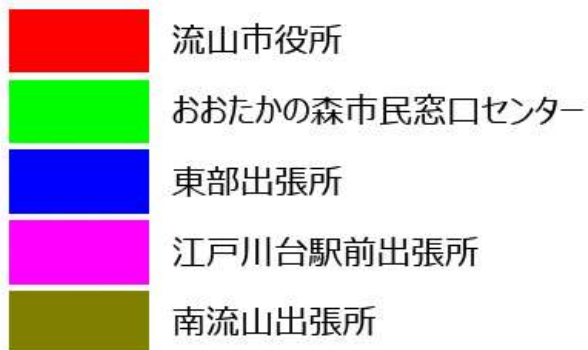 流山市役所
おおたかの森市民窓口センター
東部出張所
江戸川台駅前出張所
南流山出張所